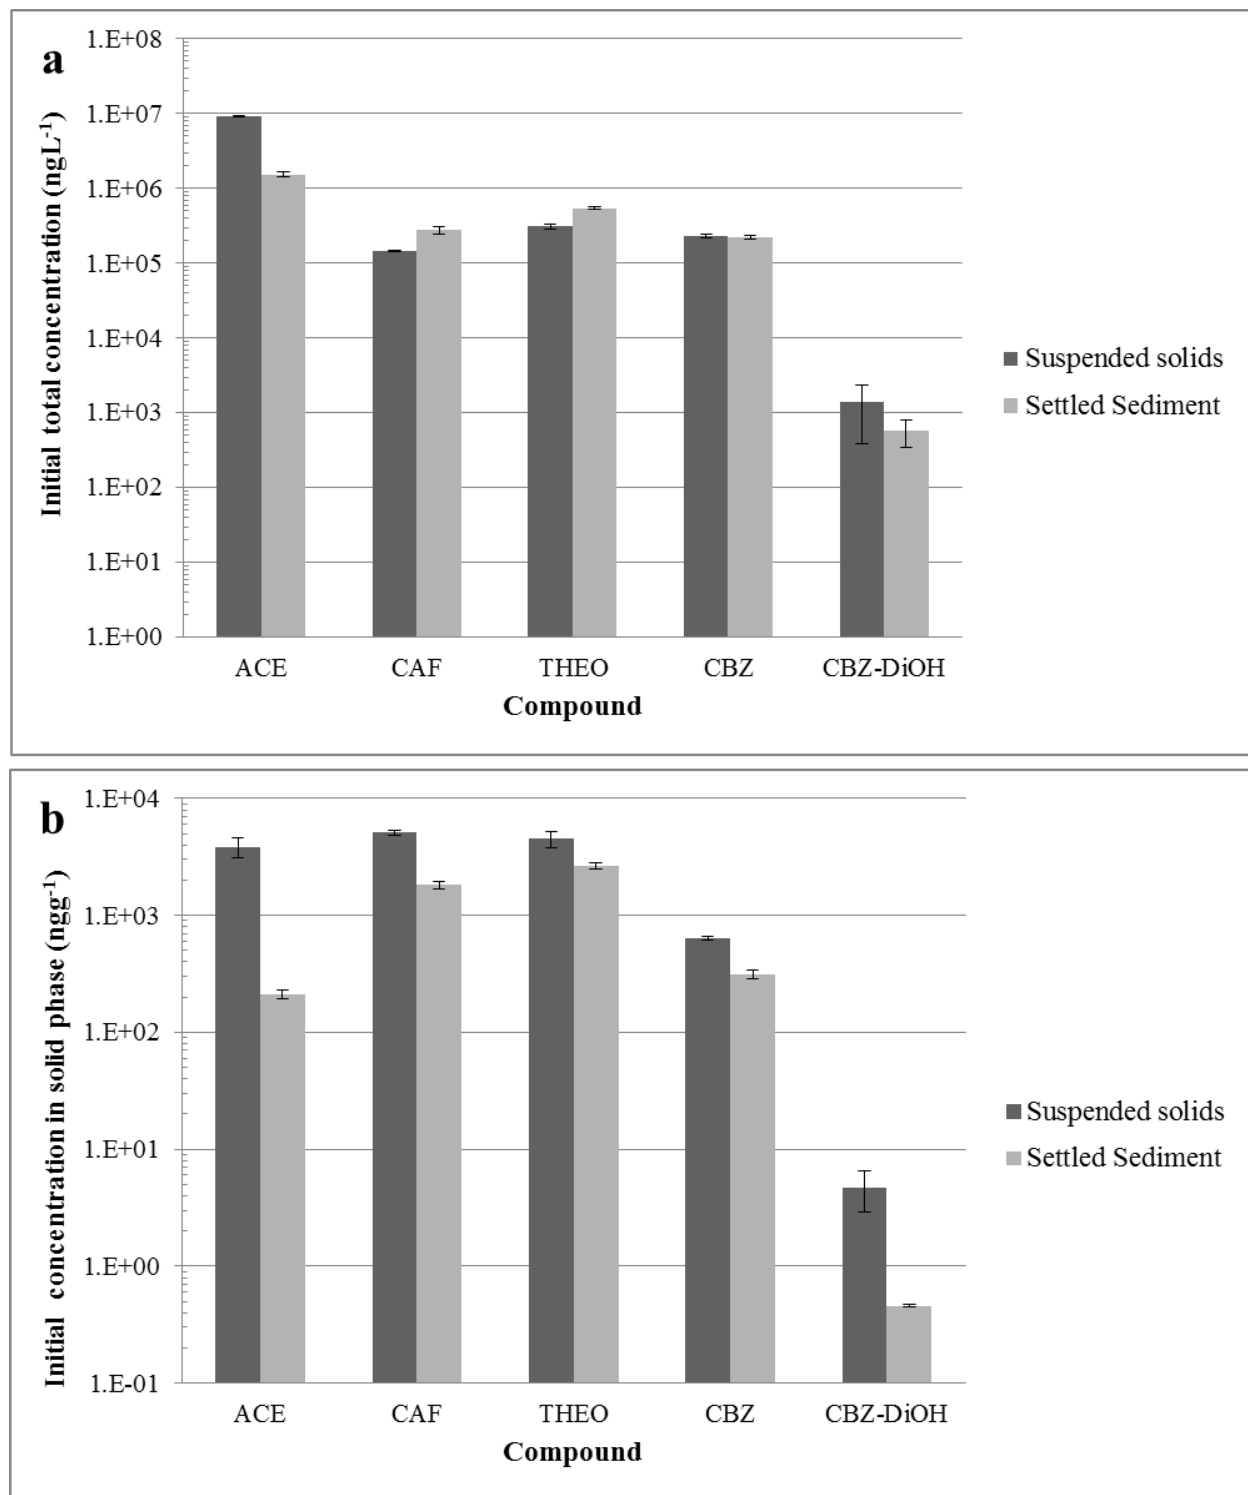 a
Initial total concentration (ngL-1)
1.E+08
1.E+07
1.E+06
1.E+05
1.E+04
1.E+03
1.E+02
1.E+01
1.E+00
ACE CAF THEO CBZ CBZ-DiOH
Compound
Suspended solids
Settled Sediment
b
Initial concentration in solid phase (ngg-1)
1.E+04
1.E+03
1.E+02
1.E+01
1.E+00
1.E-01
ACE CAF THEO CBZ CBZ-DiOH
Compound
Suspended solids
Settled Sediment